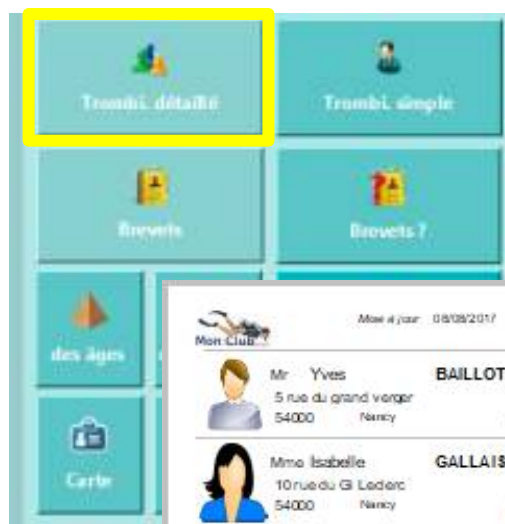 Trombi. détaillé
Trombi. simple
Brevets
Brevets ?
des âges
Carte
Mon Club
Mise à jour 08/08/2017
Mr Yves BAILLOT
5 rue du grand verger
54000 Nancy
Mme Isabelle GALLAIS
10 rue du Gl Leclerc
54000 Nancy